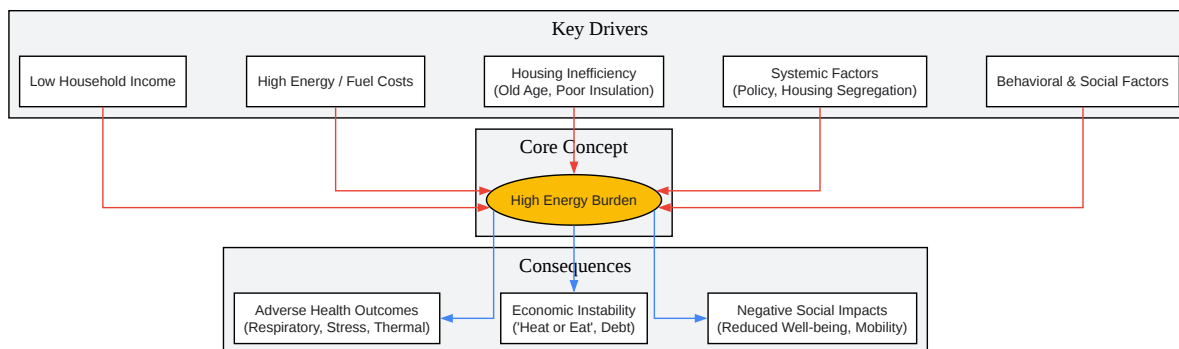 Key Drivers
Low Household Income
High Energy / Fuel Costs
Housing Inefficiency
(Old Age, Poor Insulation)
Systemic Factors
(Policy, Housing Segregation)
Behavioral & Social Factors
Core Concept
High Energy Burden
Consequences
Adverse Health Outcomes
(Respiratory, Stress, Thermal)
Economic Instability
('Heat or Eat', Debt)
Negative Social Impacts
(Reduced Well-being, Mobility)